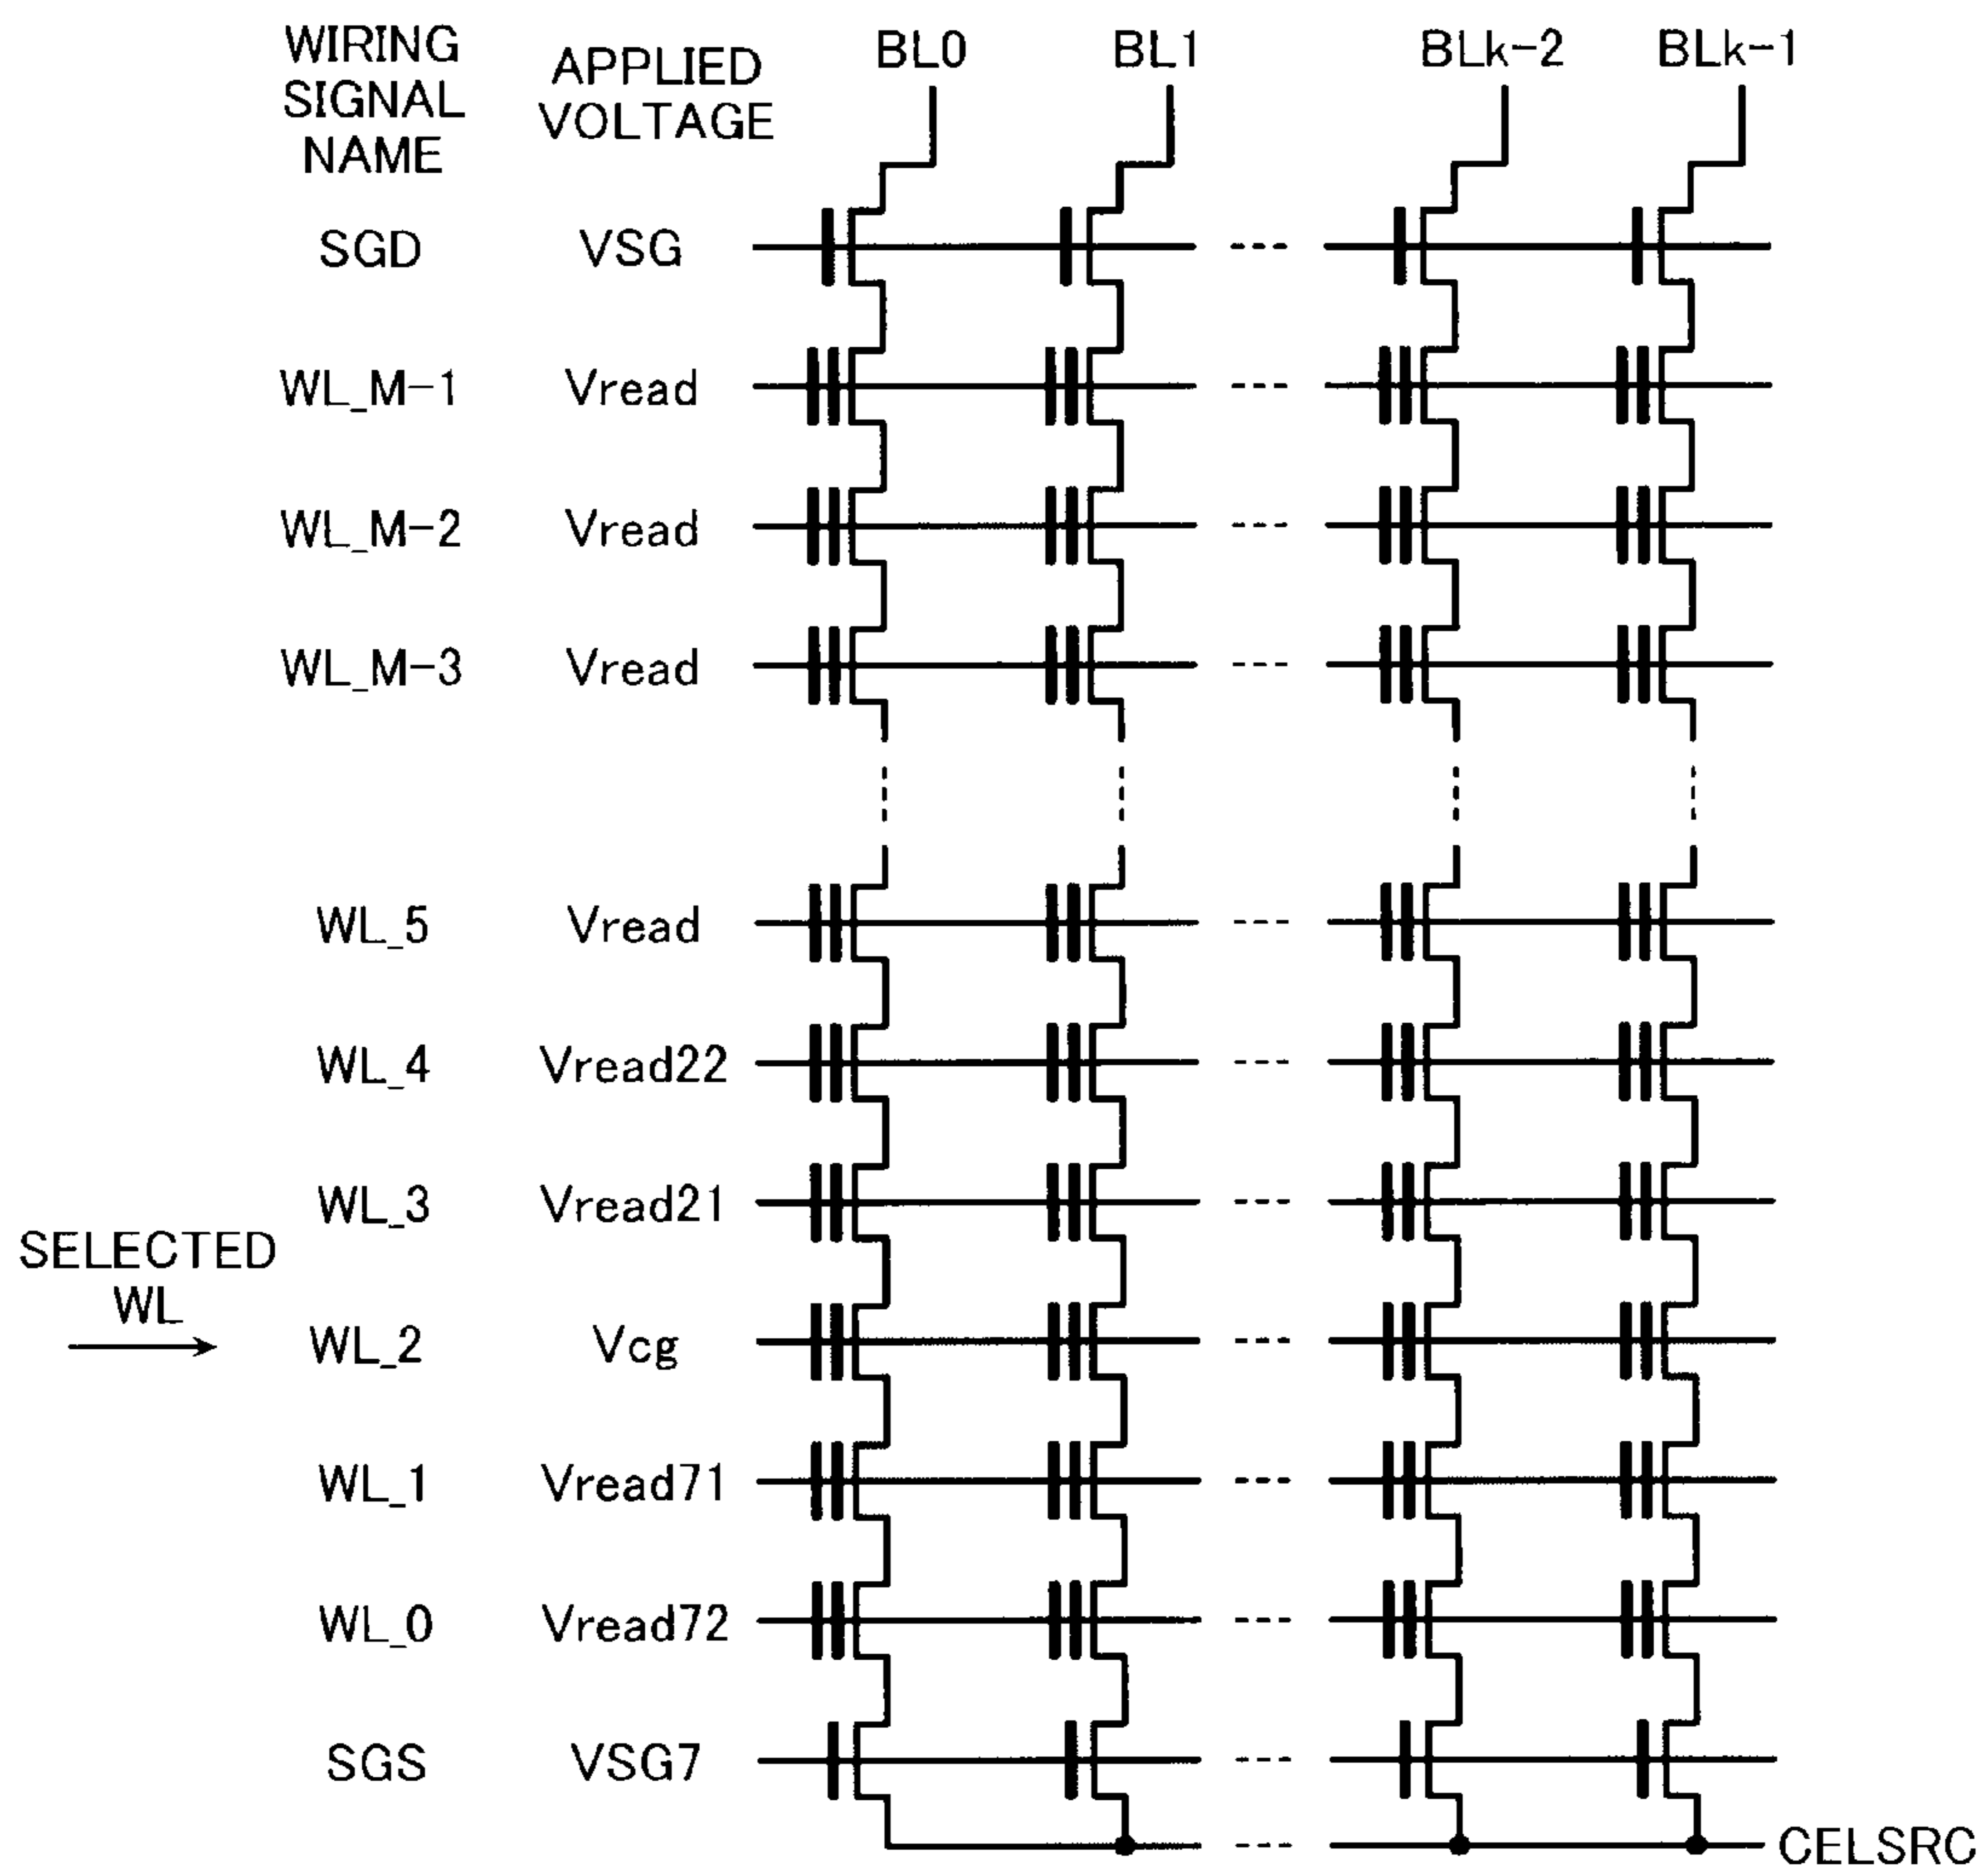 WIRING
SIGNAL
NAME
APPLIED
VOLTAGE
BL0
BL1
BLk-2
BLk-1
SGD VSG
WL_M-1 Vread
WL_M-2 Vread
WL_M-3 Vread
WL_5 Vread
WL_4 Vread22
WL_3 Vread21
SELECTED
WL
WL_2 Vcg
WL_1 Vread71
WL_0 Vread72
SGS VSG7
CELSRC